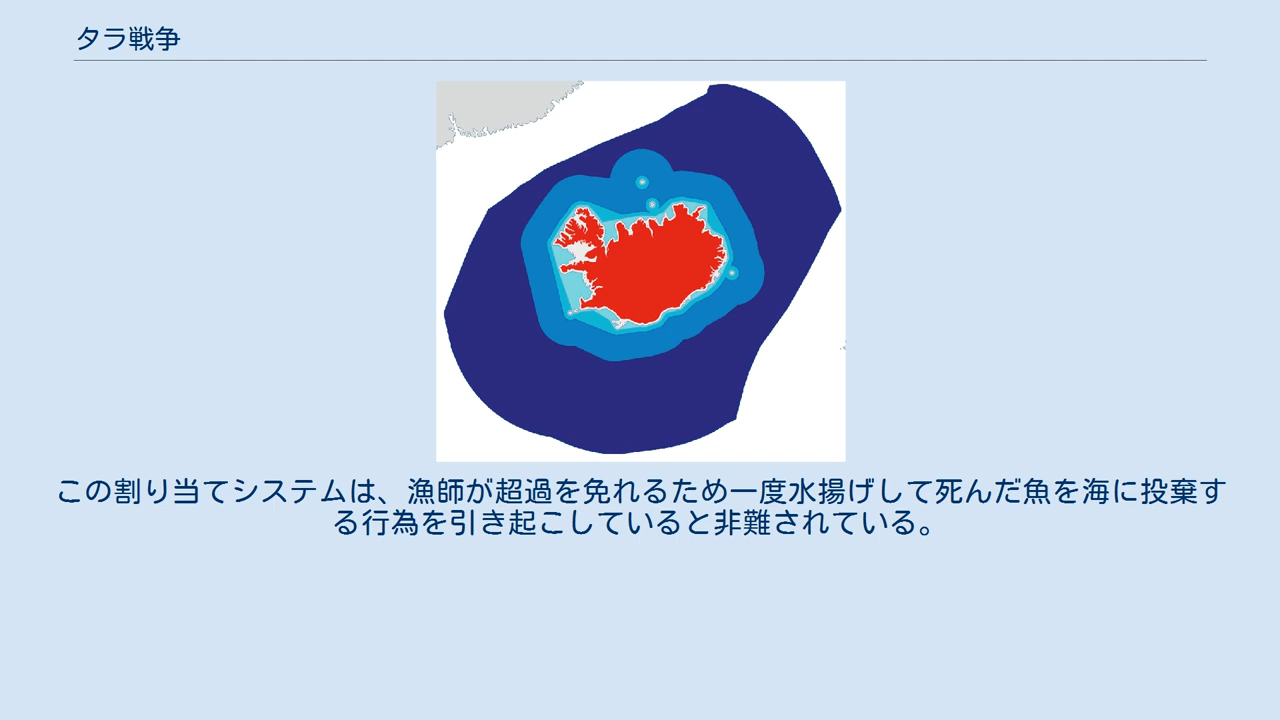 タラ戦争
この割り当てシステムは、漁師が超過を免れるため一度水揚げして死んだ魚を海に投棄す
る行為を引き起こしていると非難されている。